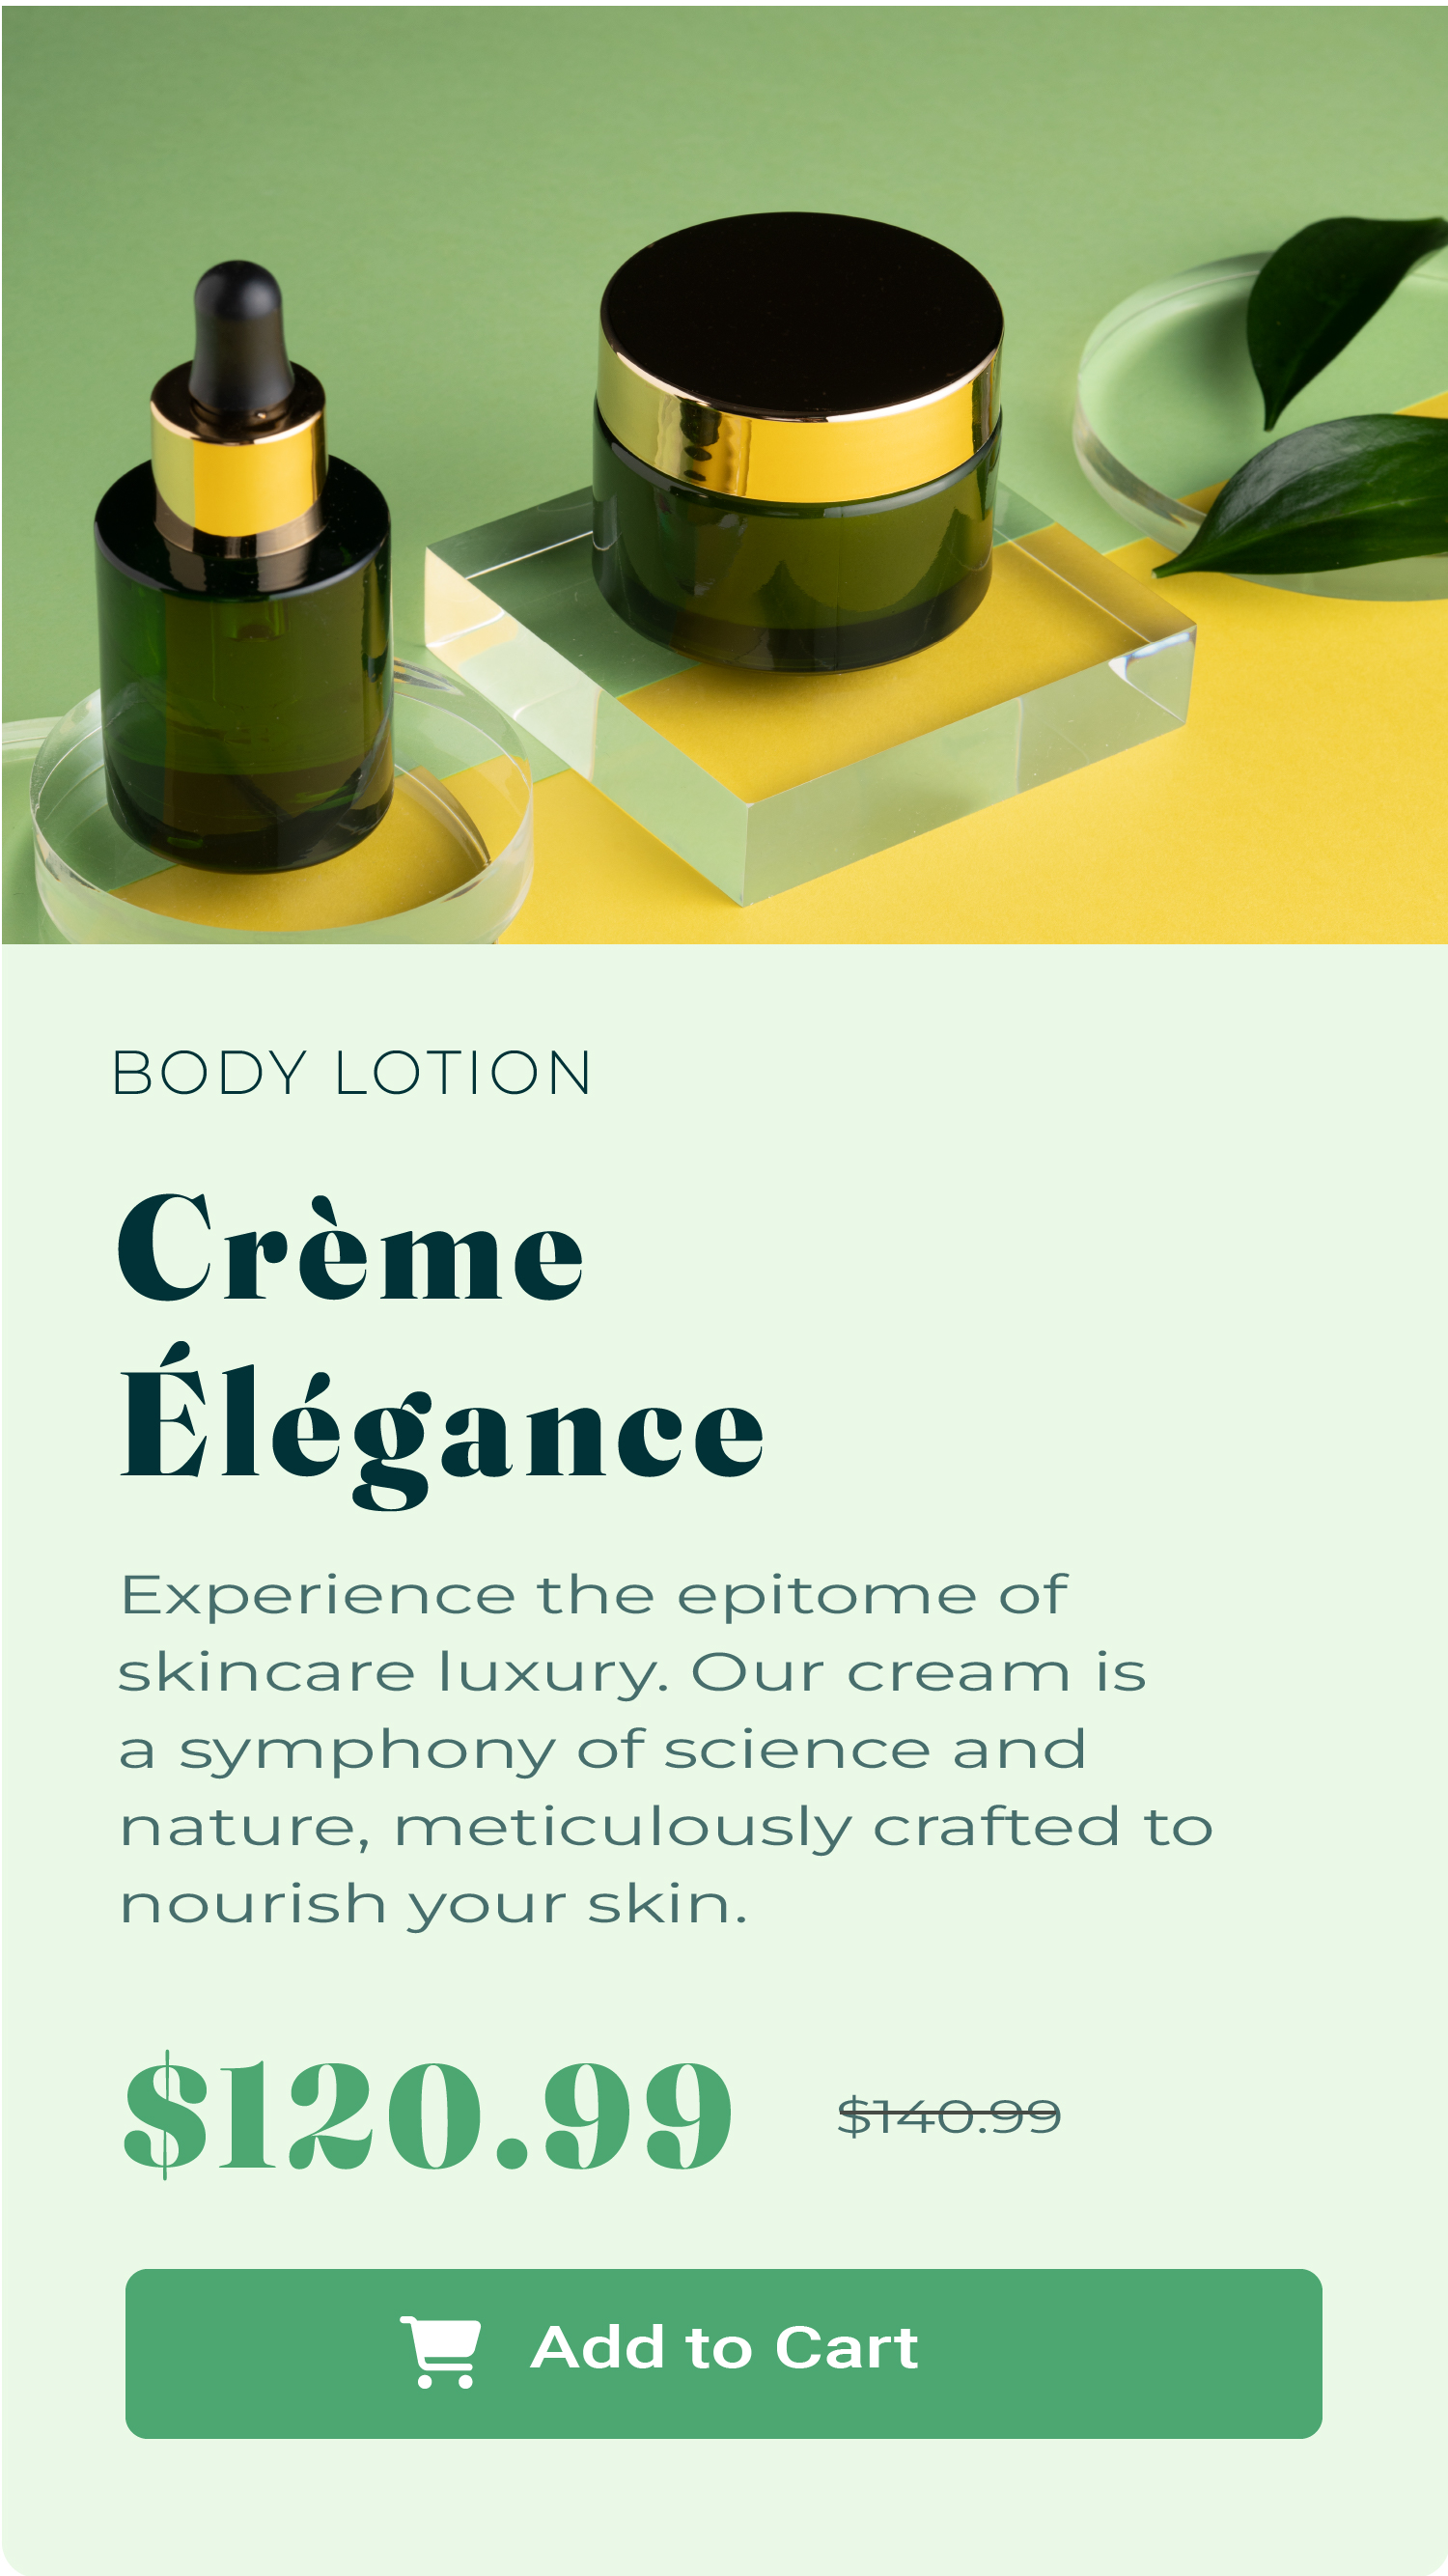 BODY LOTION
Crème
Élégance
Experience the epitome of
skincare luxury. Our cream is
a symphony of science and
nature, meticulously crafted to
nourish your skin.
$120.99 $140.99
Add to Cart